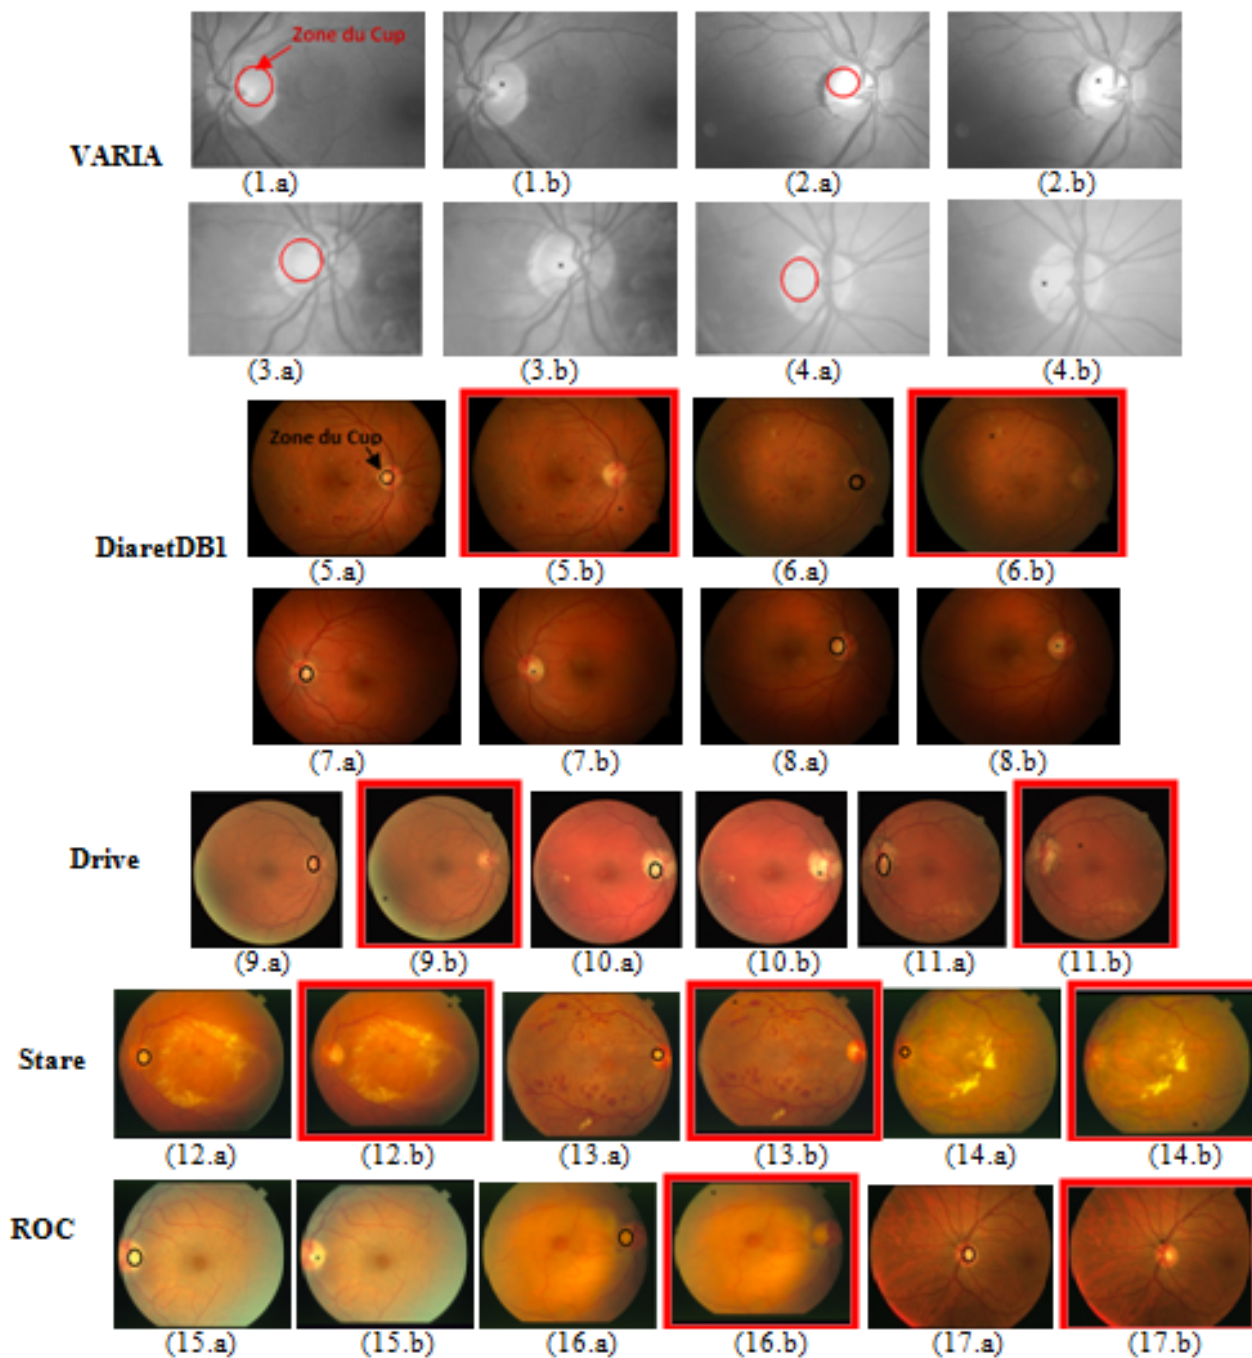 Zone du Cup
VARIA
(1.a) (1.b) (2.a) (2.b)
(3.a) (3.b) (4.a) (4.b)
Zone du Cup
DiaretDB1
(5.a) (5.b) (6.a) (6.b)
(7.a) (7.b) (8.a) (8.b)
Drive
(9.a) (9.b) (10.a) (10.b) (11.a) (11.b)
Stare
(12.a) (12.b) (13.a) (13.b) (14.a) (14.b)
ROC
(15.a) (15.b) (16.a) (16.b) (17.a) (17.b)